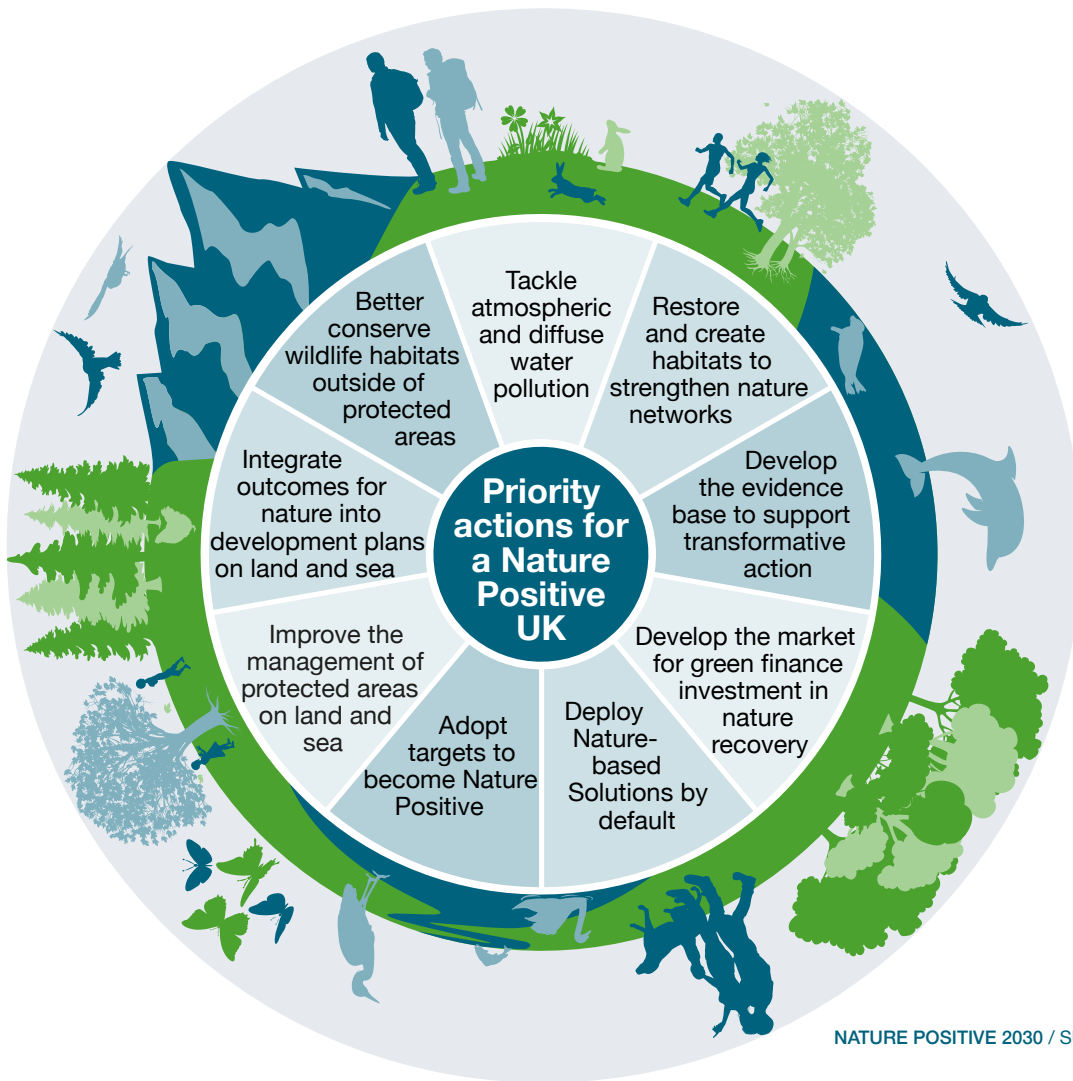 Priority
actions for
a Nature
Positive
UK
Tackle
atmospheric
and diffuse
water
pollution
Restore
and create
habitats to
strengthen nature
networks
Develop
the evidence
base to support
transformative
action
Develop the market
for green finance
investment in
nature
recovery
Deploy
Nature-
based
Solutions by
default
Adopt
targets to
become Nature
Positive
Improve the
management of
protected areas
on land and
sea
Integrate
outcomes for
nature into
development plans
on land and sea
Better
conserve
wildlife habitats
outside of
protected
areas
NATURE POSITIVE 2030 / S